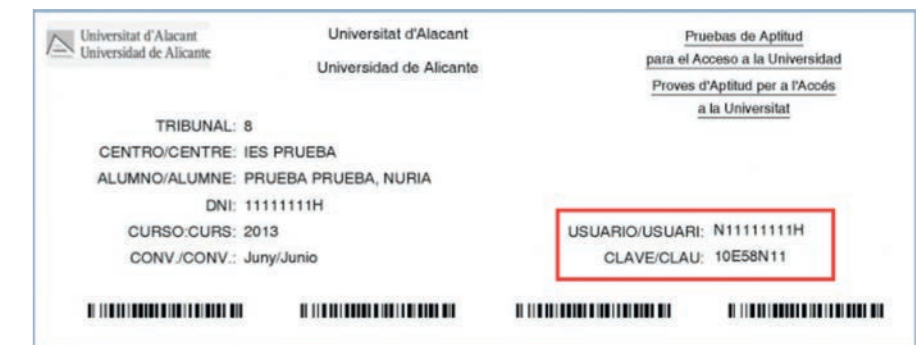 Universitat d'Alacant
Universidad de Alicante
Universitat d'Alacant
Universidad de Alicante
Pruebas de Aptitud
para el Acceso a la Universidad
Proves d'Aptitud per a l'Accés
a la Universitat
TRIBUNAL: 8
CENTRO/CENTRE: IES PRUEBA
ALUMNO/ALUMNE: PRUEBA PRUEBA, NURIA
DNI: 11111111H
CURSO:CURS: 2013
CONV./CONV.: Juny/Junio
USUARIO/USUARI: N11111111H
CLAVE/CLAU: 10E58N11